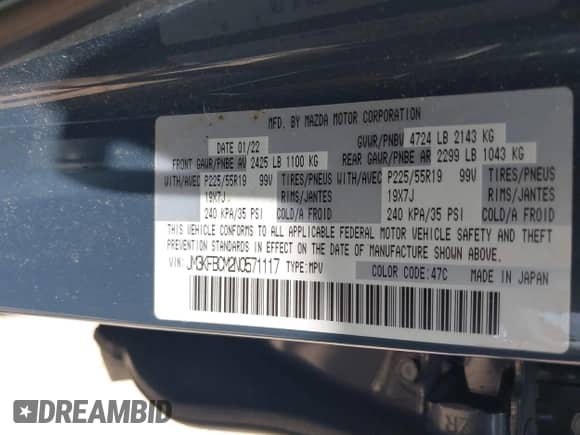 MFD. BY MAZDA MOTOR CORPORATION
DATE 01/22 GVWR/PNBV 4724 LB 2143 KG
FRONT GAWR/PNBE AV 2425 LB 1100 KG REAR GAWR/PNBE AR 2299 LB 1043 KG
WITH/AVEC P225/55R19 99V TIRES/PNEUS P225/55R19 99V TIRES/PNEUS
19X7J RIMS/JANTES 19X7J RIMS/JANTES
240 KPA/35 PSI COLD/A FROID 240 KPA/35 PSI COLD/A FROID
THIS VEHICLE CONFORMS TO ALL APPLICABLE FEDERAL MOTOR VEHICLE SAFETY AND THEFT
PREVENTION STANDARDS IN EFFECT ON THE DATE OF MANUFACTURE SHOWN ABOVE.
VIN: JM3KFBCM2N0571117 TYPE:MPV COLOR CODE:47C MADE IN JAPAN
DREAMBID